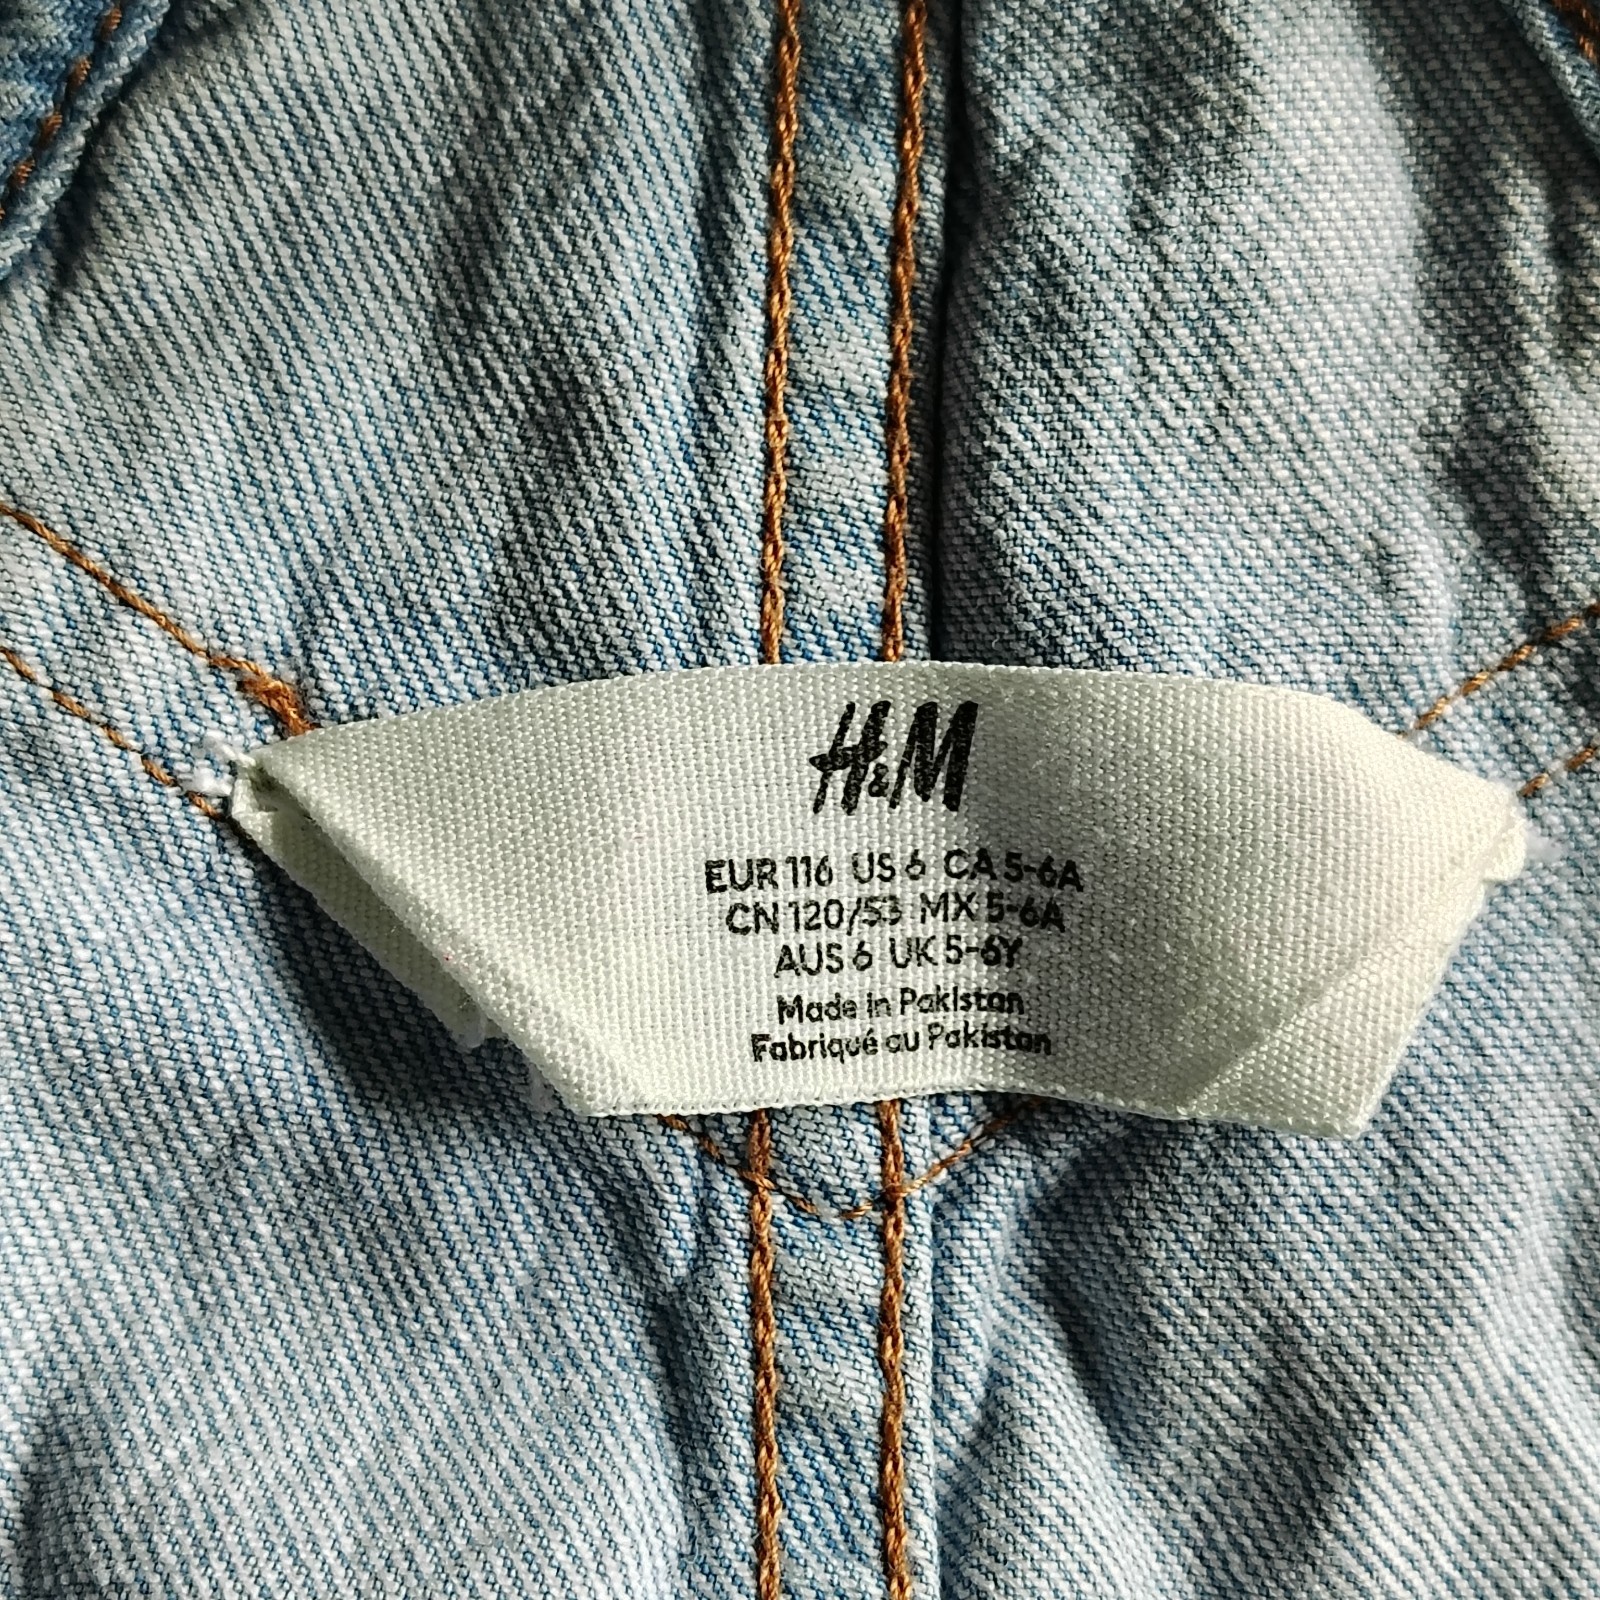 H&M
EUR 116 US 6 CA 5-6A
CN 120/53 MX 5-6A
AUS 6 UK 5-6Y
Made in Pakistan
Fabriqué au Pakistan